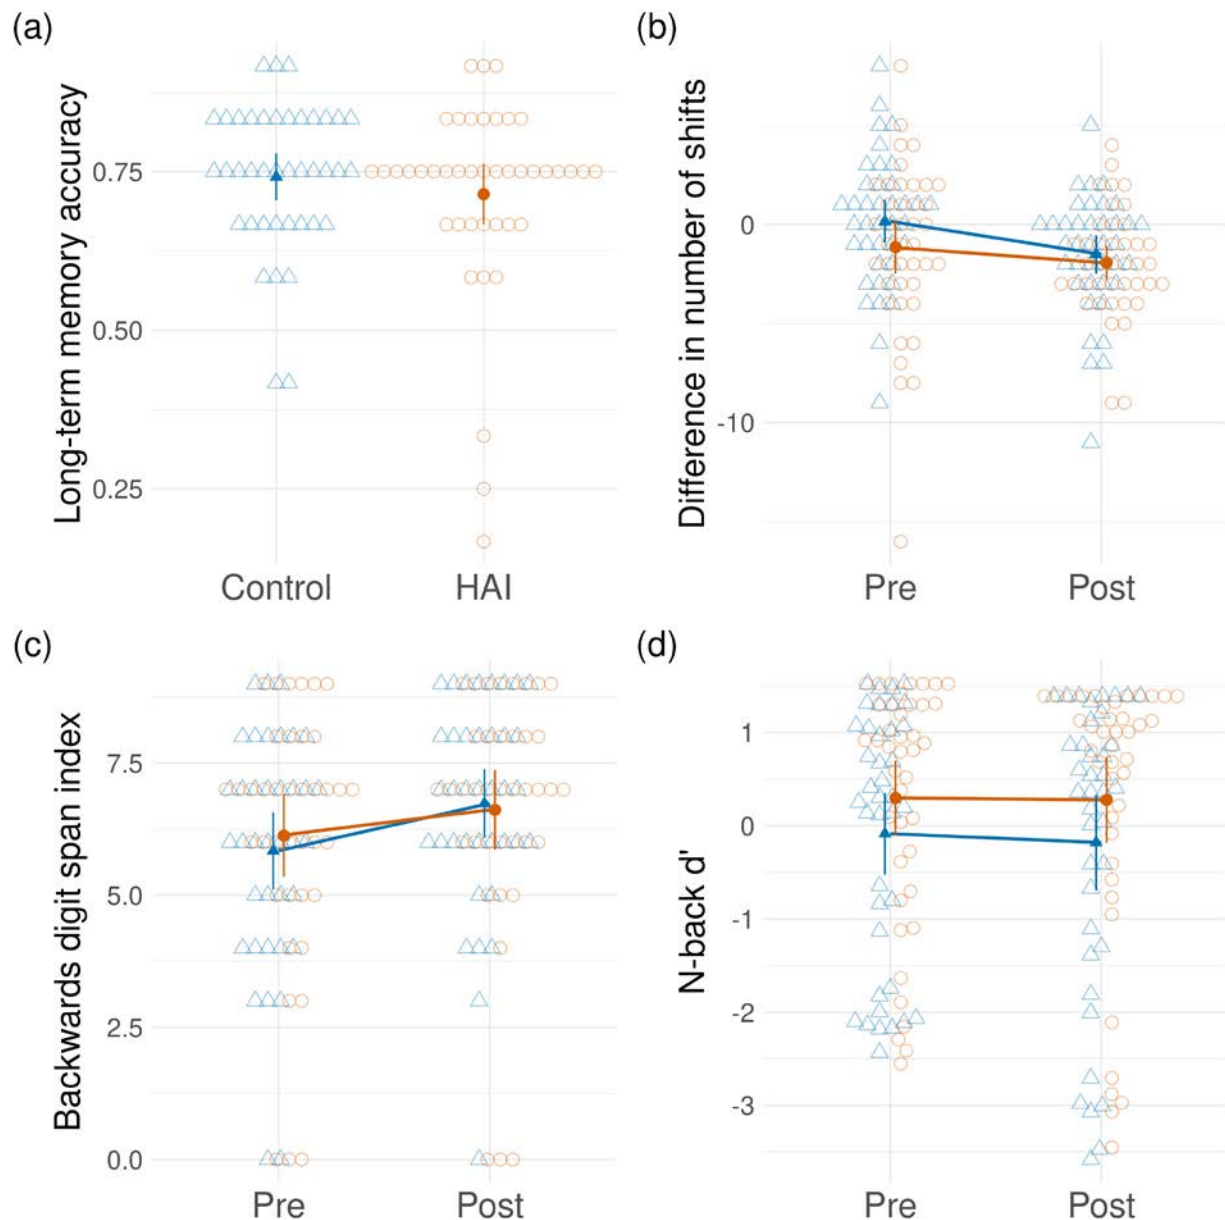 (a)
Long-term memory accuracy
0.75
0.50
0.25
Control HAI
(b)
Difference in number of shifts
0
-10
Pre Post
(c)
Backwards digit span index
7.5
5.0
2.5
0.0
Pre Post
(d)
N-back d'
1
0
-1
-2
-3
Pre Post